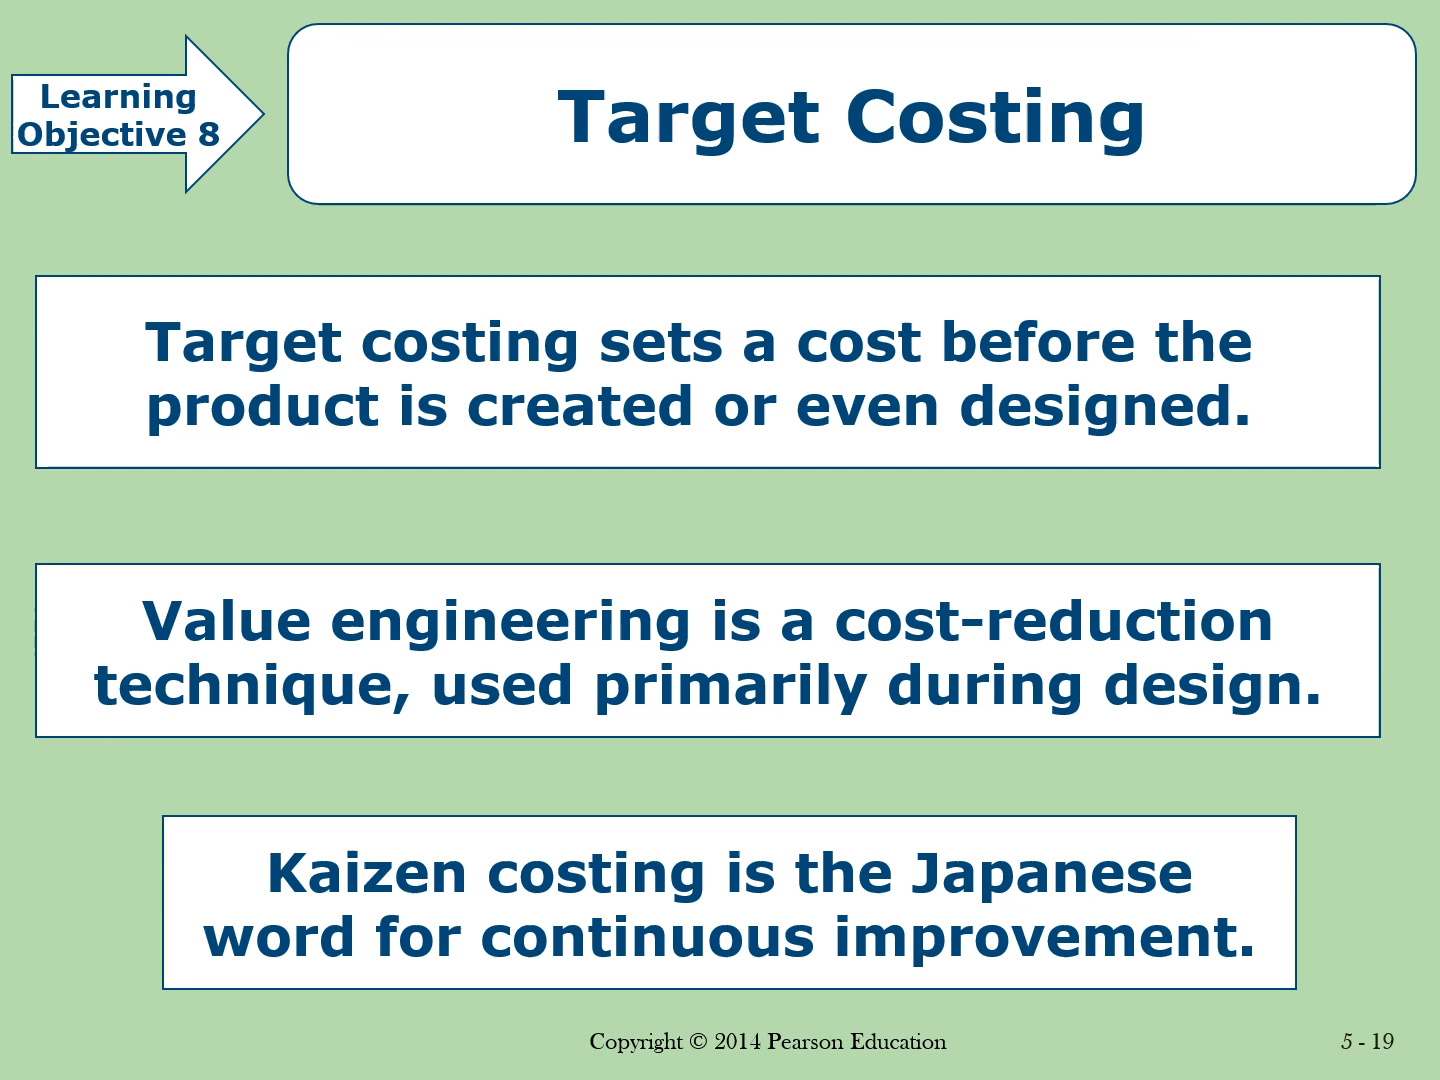 Learning
Objective 8
Target Costing
Target costing sets a cost before the
product is created or even designed.
Value engineering is a cost-reduction
technique, used primarily during design.
Kaizen costing is the Japanese
word for continuous improvement.
Copyright © 2014 Pearson Education
5 - 19